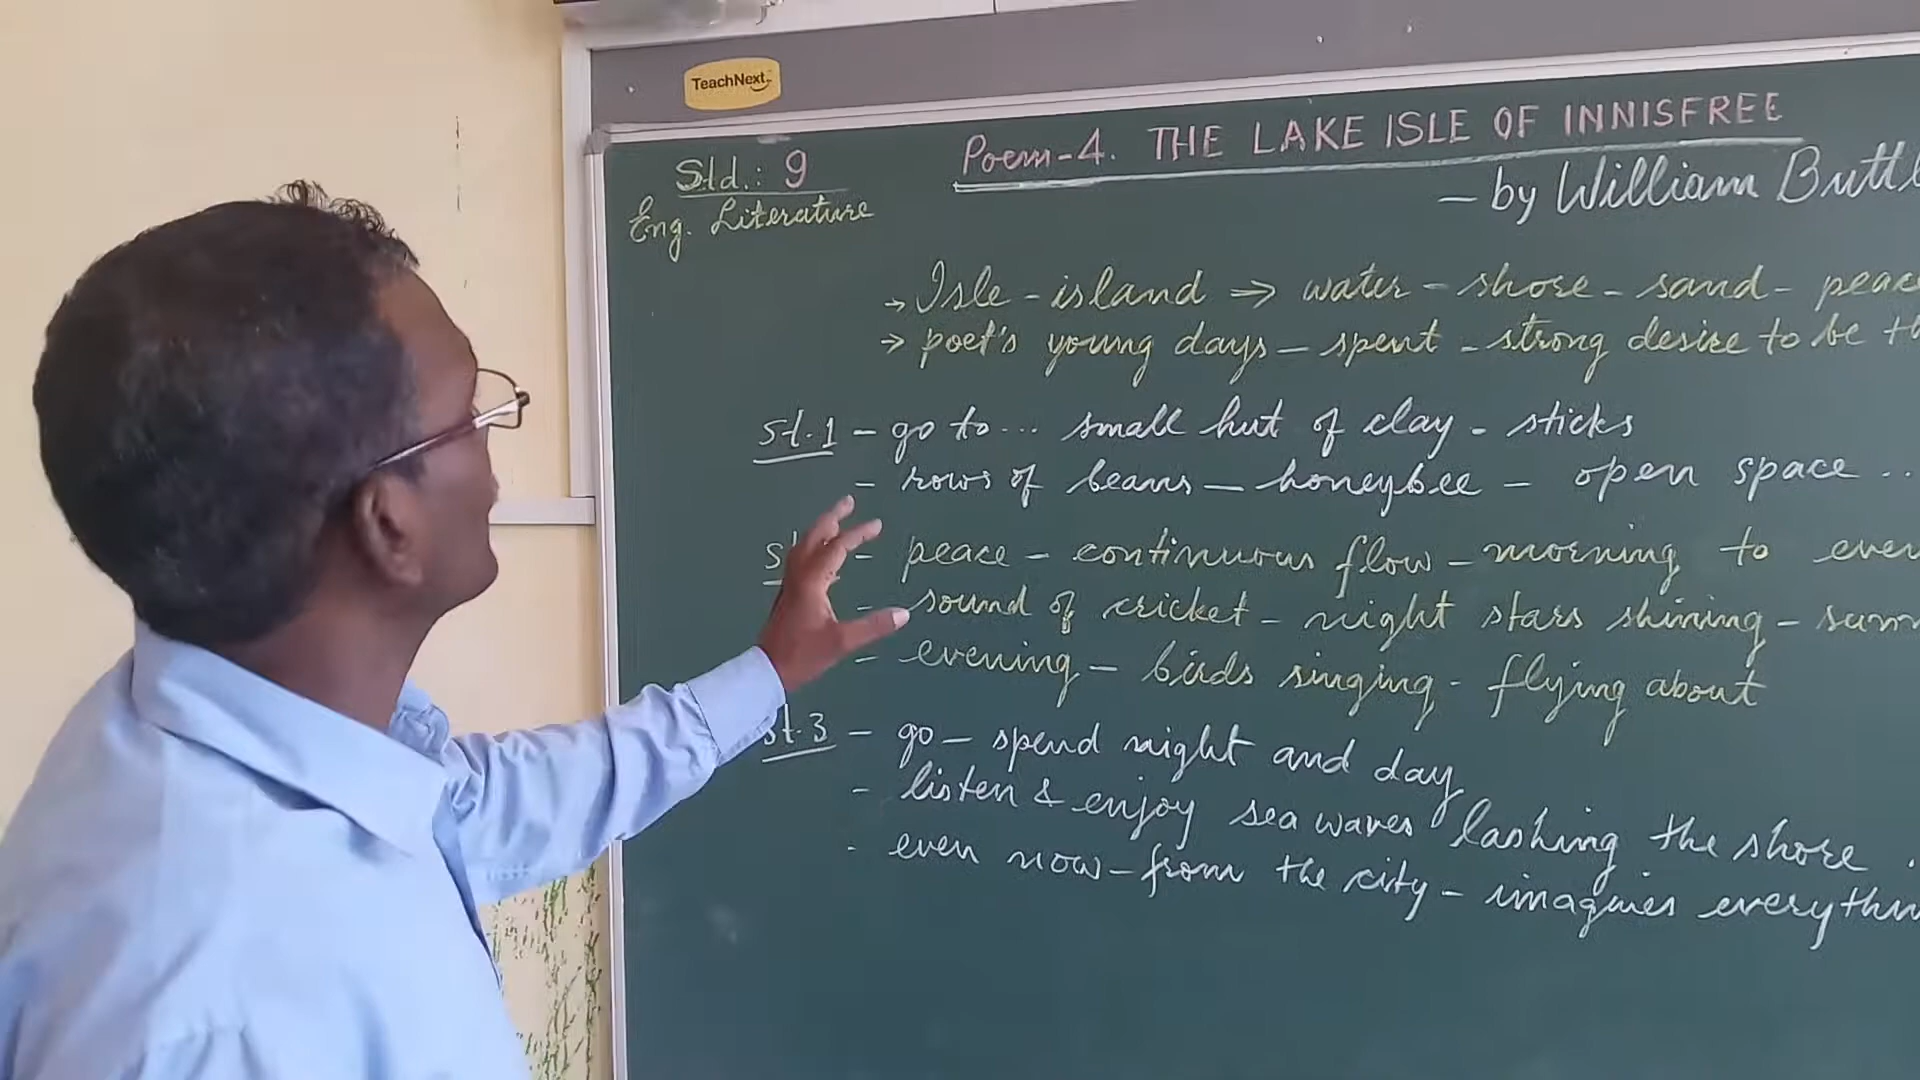 TeachNext
Std.: 9
Eng. Literature
Poem-4. THE LAKE ISLE OF INNISFREE
- by William Butl
→ Isle - island ⇒ water - shore - sand - peac
→ poet's young days - spent - strong desire to be th
St.1 - go to... small hut of clay - sticks
- rows of beans - honeybee - open space ..
- peace - continuous flow - morning to even
- sound of cricket - night stars shining - sum
- evening - birds singing - flying about
St.3 - go - spend night and day
- listen & enjoy sea waves lashing the shore .
- even now - from the city - imagines everythin